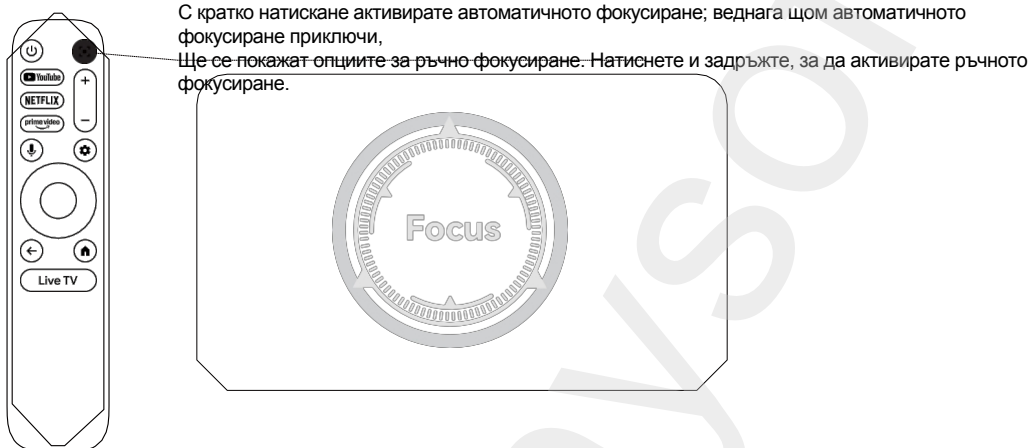 С кратко натискане активирате автоматичното фокусиране; веднага щом автоматичното
фокусиране приключи,
Ще се покажат опциите за ръчно фокусиране. Натиснете и задръжте, за да активирате ръчното
фокусиране.
YouTube
+
NETFLIX
prime video
−
Focus
Live TV